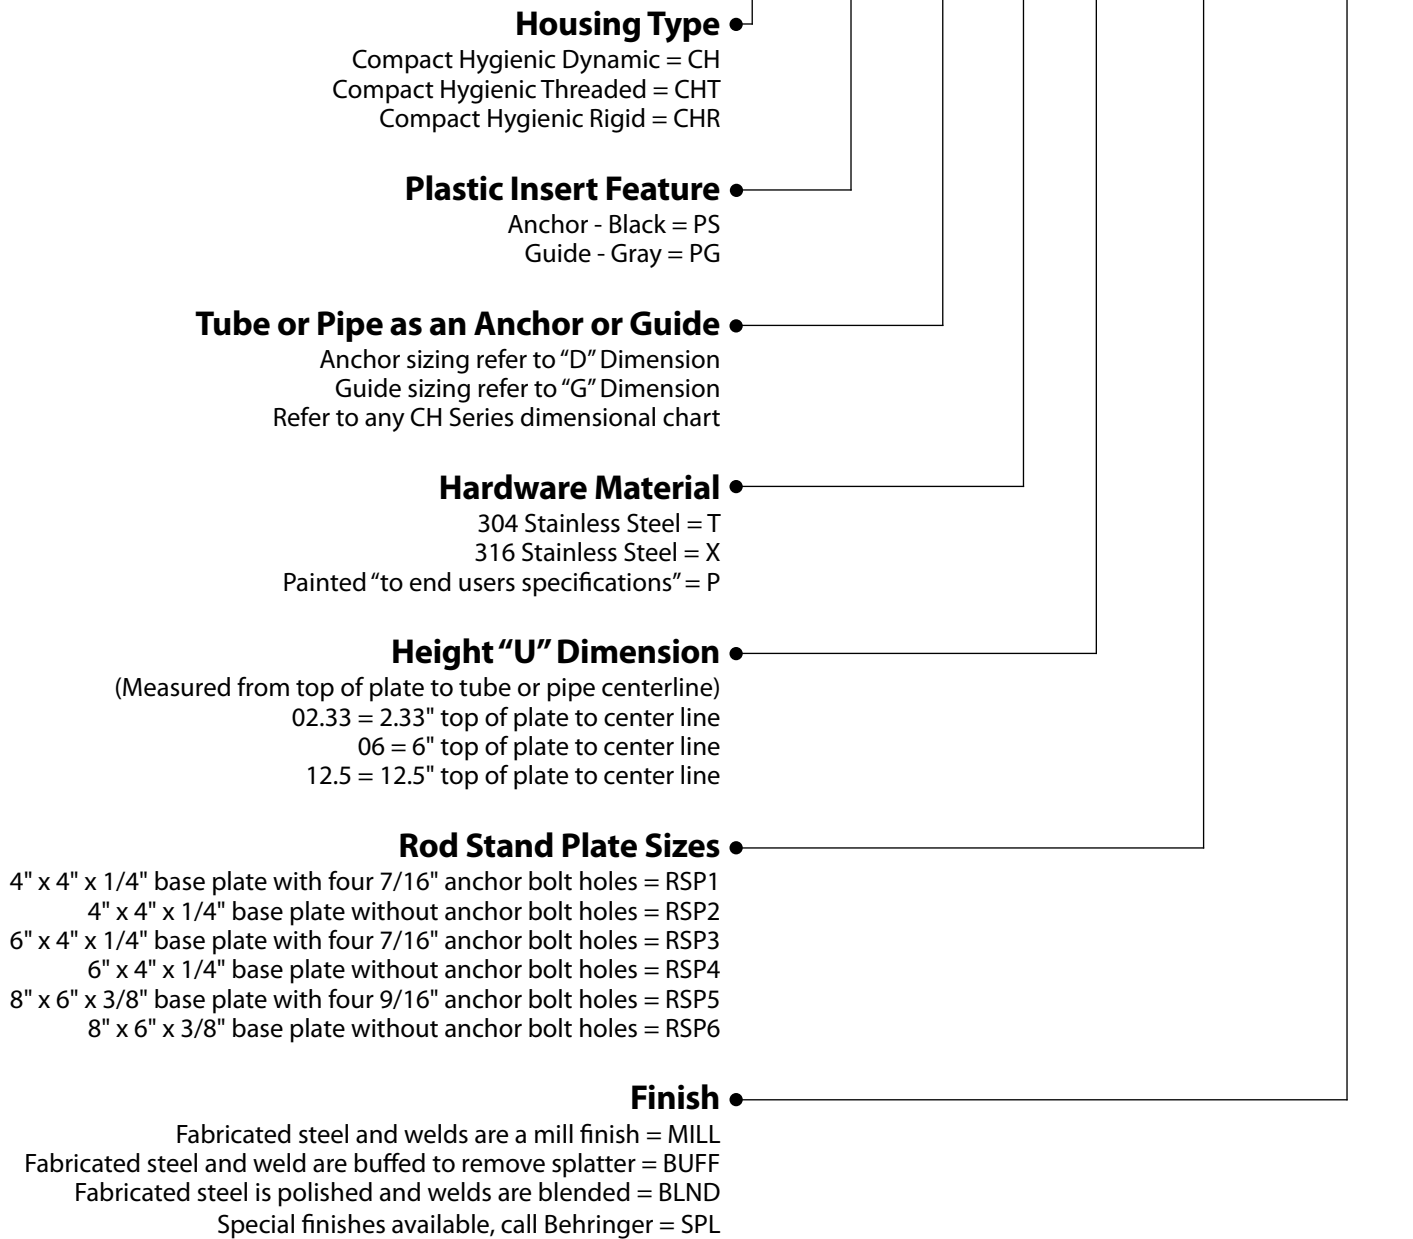 Housing Type
Compact Hygienic Dynamic = CH
Compact Hygienic Threaded = CHT
Compact Hygienic Rigid = CHR
Plastic Insert Feature
Anchor - Black = PS
Guide - Gray = PG
Tube or Pipe as an Anchor or Guide
Anchor sizing refer to “D” Dimension
Guide sizing refer to “G” Dimension
Refer to any CH Series dimensional chart
Hardware Material
304 Stainless Steel = T
316 Stainless Steel = X
Painted “to end users specifications” = P
Height “U” Dimension
(Measured from top of plate to tube or pipe centerline)
02.33 = 2.33" top of plate to center line
06 = 6" top of plate to center line
12.5 = 12.5" top of plate to center line
Rod Stand Plate Sizes
4" x 4" x 1/4" base plate with four 7/16" anchor bolt holes = RSP1
4" x 4" x 1/4" base plate without anchor bolt holes = RSP2
6" x 4" x 1/4" base plate with four 7/16" anchor bolt holes = RSP3
6" x 4" x 1/4" base plate without anchor bolt holes = RSP4
8" x 6" x 3/8" base plate with four 9/16" anchor bolt holes = RSP5
8" x 6" x 3/8" base plate without anchor bolt holes = RSP6
Finish
Fabricated steel and welds are a mill finish = MILL
Fabricated steel and weld are buffed to remove splatter = BUFF
Fabricated steel is polished and welds are blended = BLND
Special finishes available, call Behringer = SPL